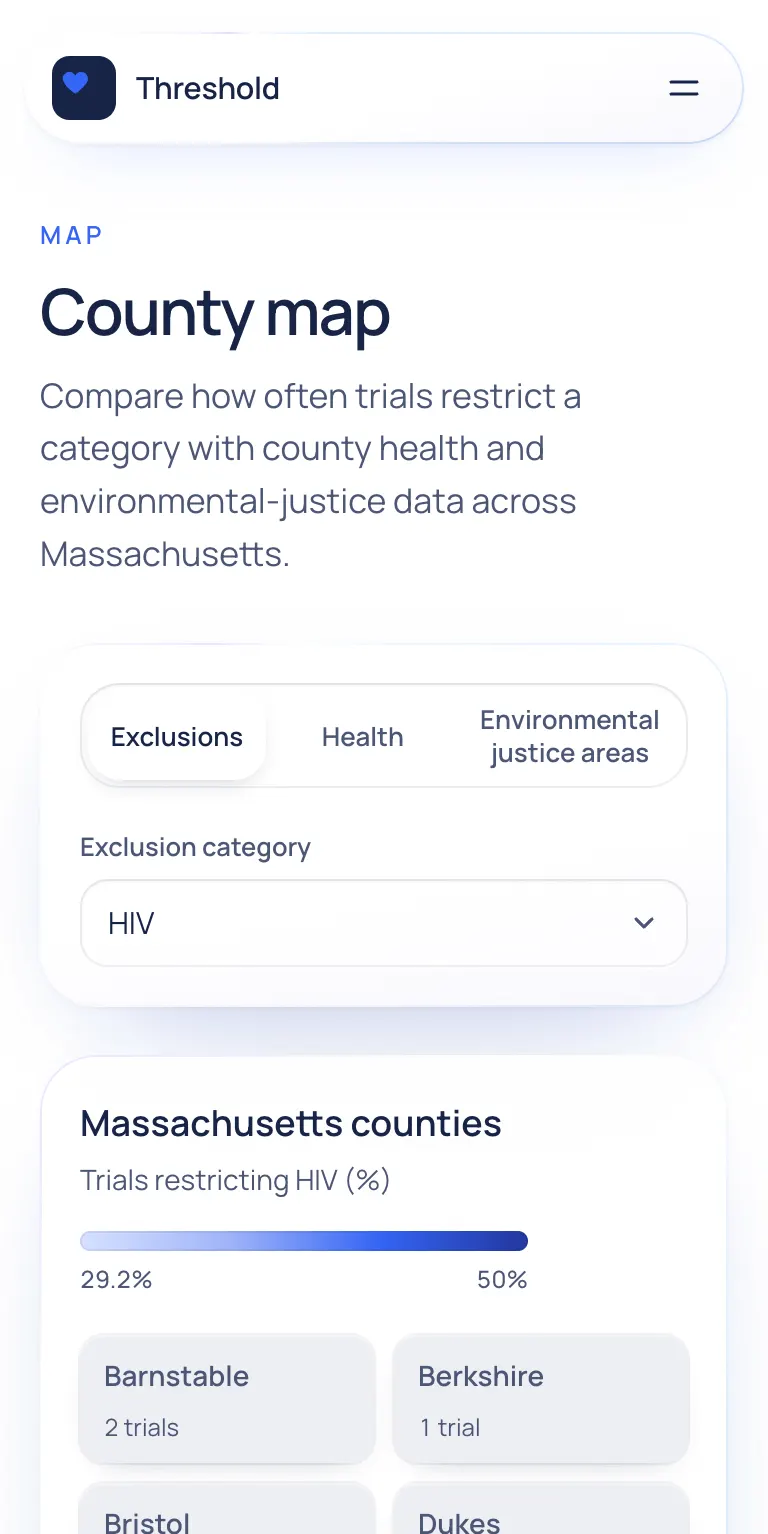 Threshold
MAP
County map
Compare how often trials restrict a
category with county health and
environmental-justice data across
Massachusetts.
Exclusions
Health
Environmental
justice areas
Exclusion category
HIV
Massachusetts counties
Trials restricting HIV (%)
29.2%
50%
Barnstable
2 trials
Berkshire
1 trial
Bristol
Dukes